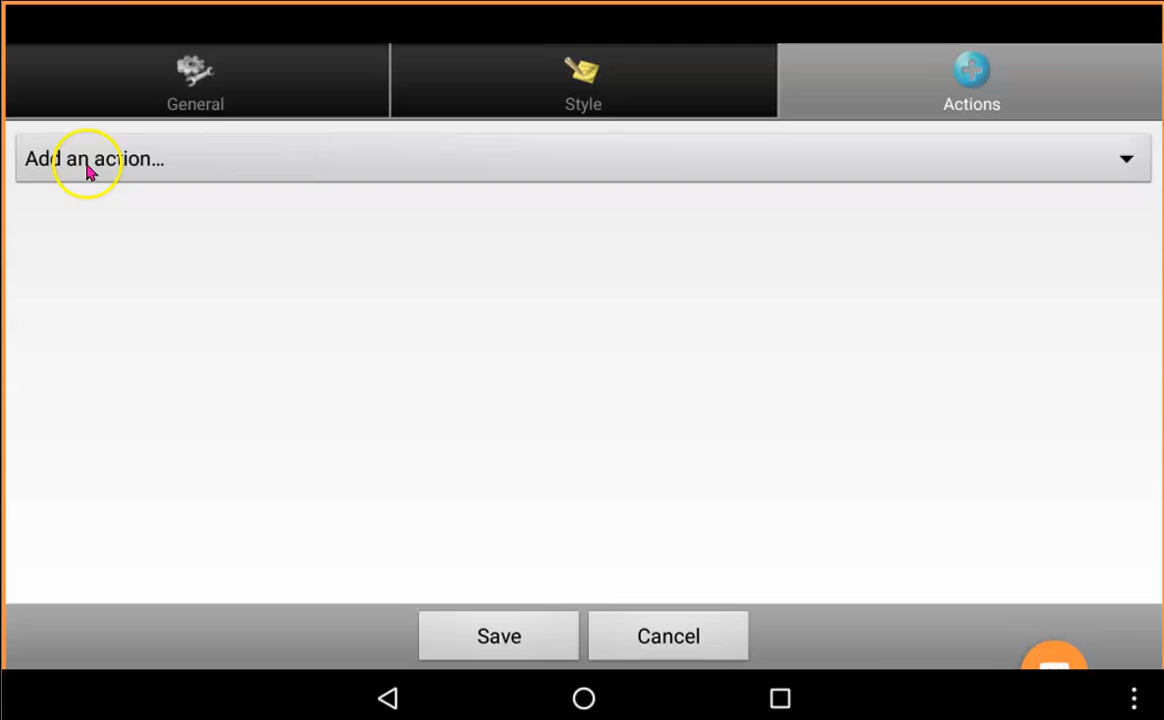 General
Style
Actions
Add an action...
Save
Cancel